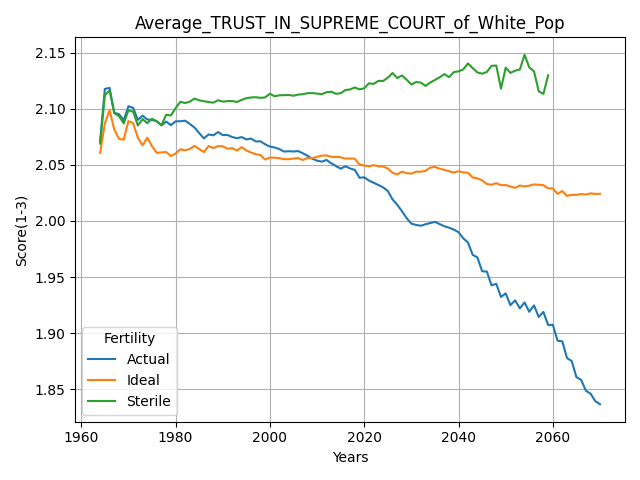 Average_TRUST_IN_SUPREME_COURT_of_White_Pop
2.15
2.10
2.05
2.00
1.95
1.90
1.85
Score(1-3)
Fertility
Actual
Ideal
Sterile
1960
1980
2000
2020
2040
2060
Years